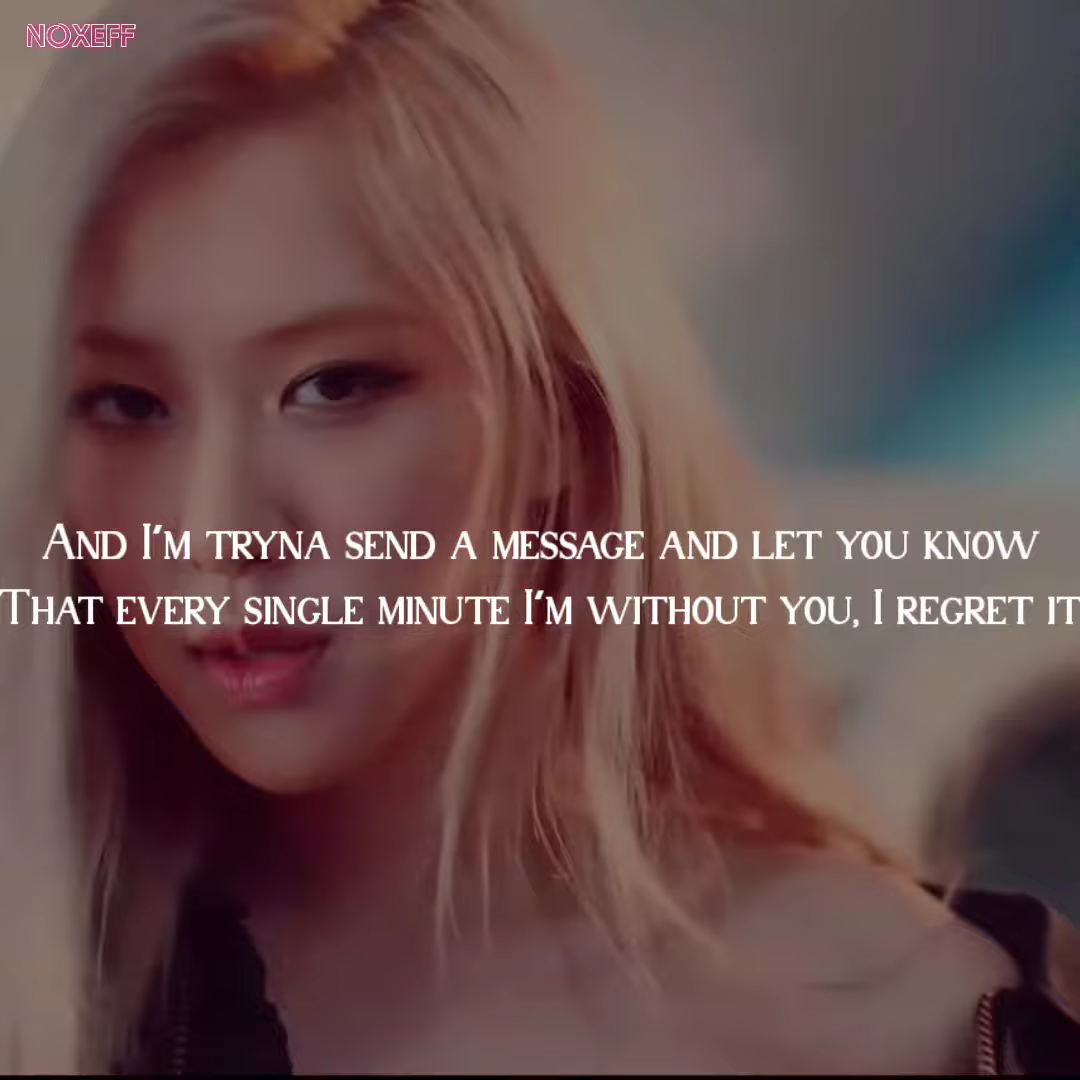 NOXEFF
And I'm tryna send a message and let you know
That every single minute I'm without you, I regret it